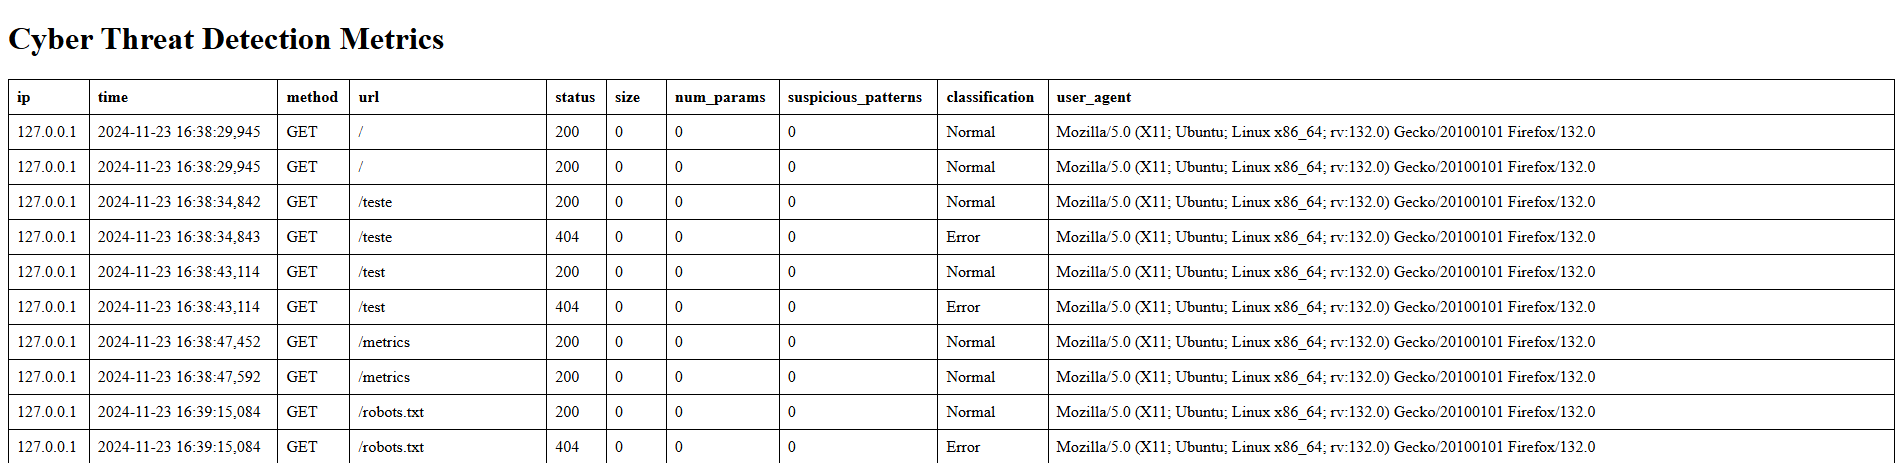 Cyber Threat Detection Metrics
ip time method url status size num_params suspicious_patterns classification user_agent
127.0.0.1 2024-11-23 16:38:29,945 GET / 200 0 0 0 Normal Mozilla/5.0 (X11; Ubuntu; Linux x86_64; rv:132.0) Gecko/20100101 Firefox/132.0
127.0.0.1 2024-11-23 16:38:29,945 GET / 200 0 0 0 Normal Mozilla/5.0 (X11; Ubuntu; Linux x86_64; rv:132.0) Gecko/20100101 Firefox/132.0
127.0.0.1 2024-11-23 16:38:34,842 GET /teste 200 0 0 0 Normal Mozilla/5.0 (X11; Ubuntu; Linux x86_64; rv:132.0) Gecko/20100101 Firefox/132.0
127.0.0.1 2024-11-23 16:38:34,843 GET /teste 404 0 0 0 Error Mozilla/5.0 (X11; Ubuntu; Linux x86_64; rv:132.0) Gecko/20100101 Firefox/132.0
127.0.0.1 2024-11-23 16:38:43,114 GET /test 200 0 0 0 Normal Mozilla/5.0 (X11; Ubuntu; Linux x86_64; rv:132.0) Gecko/20100101 Firefox/132.0
127.0.0.1 2024-11-23 16:38:43,114 GET /test 404 0 0 0 Error Mozilla/5.0 (X11; Ubuntu; Linux x86_64; rv:132.0) Gecko/20100101 Firefox/132.0
127.0.0.1 2024-11-23 16:38:47,452 GET /metrics 200 0 0 0 Normal Mozilla/5.0 (X11; Ubuntu; Linux x86_64; rv:132.0) Gecko/20100101 Firefox/132.0
127.0.0.1 2024-11-23 16:38:47,592 GET /metrics 200 0 0 0 Normal Mozilla/5.0 (X11; Ubuntu; Linux x86_64; rv:132.0) Gecko/20100101 Firefox/132.0
127.0.0.1 2024-11-23 16:39:15,084 GET /robots.txt 200 0 0 0 Normal Mozilla/5.0 (X11; Ubuntu; Linux x86_64; rv:132.0) Gecko/20100101 Firefox/132.0
127.0.0.1 2024-11-23 16:39:15,084 GET /robots.txt 404 0 0 0 Error Mozilla/5.0 (X11; Ubuntu; Linux x86_64; rv:132.0) Gecko/20100101 Firefox/132.0